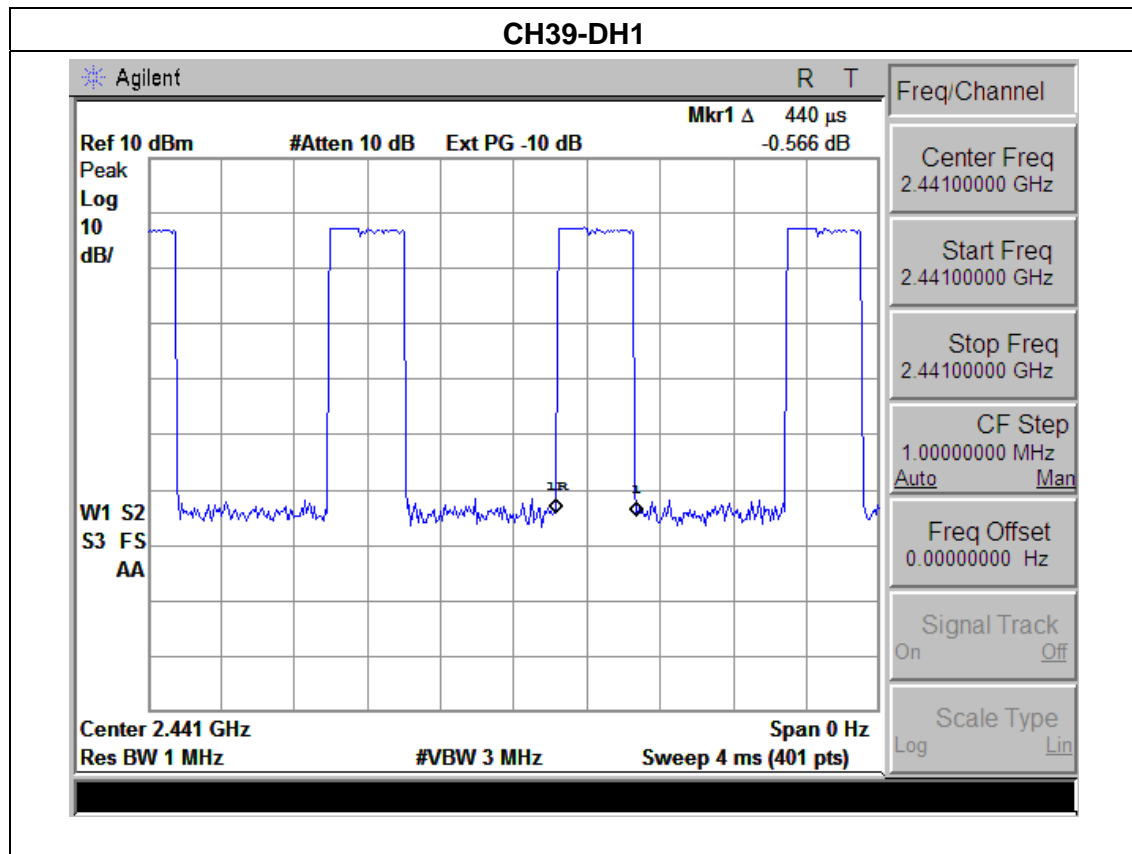 CH39-DH1
Agilent R T
Mkr1 Δ 440 µs
Ref 10 dBm #Atten 10 dB Ext PG -10 dB -0.566 dB
Peak
Log
10
dB/
1R 1
W1 S2
S3 FS
AA
Center 2.441 GHz Span 0 Hz
Res BW 1 MHz #VBW 3 MHz Sweep 4 ms (401 pts)
Freq/Channel
Center Freq
2.44100000 GHz
Start Freq
2.44100000 GHz
Stop Freq
2.44100000 GHz
CF Step
1.00000000 MHz
Auto Man
Freq Offset
0.00000000 Hz
Signal Track
On Off
Scale Type
Log Lin